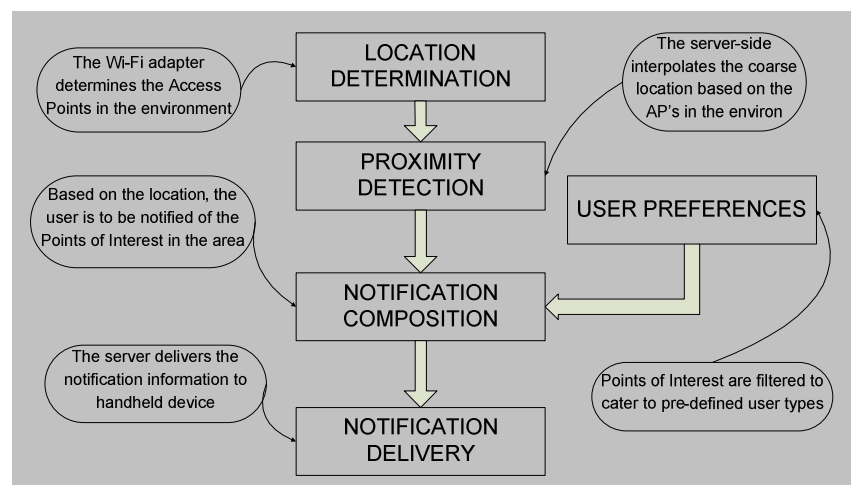 The Wi-Fi adapter
determines the Access
Points in the environment
LOCATION
DETERMINATION
The server-side
interpolates the coarse
location based on the
AP's in the environ
PROXIMITY
DETECTION
Based on the location, the
user is to be notified of the
Points of Interest in the area
USER PREFERENCES
NOTIFICATION
COMPOSITION
The server delivers the
notification information to
handheld device
Points of Interest are filtered to
cater to pre-defined user types
NOTIFICATION
DELIVERY